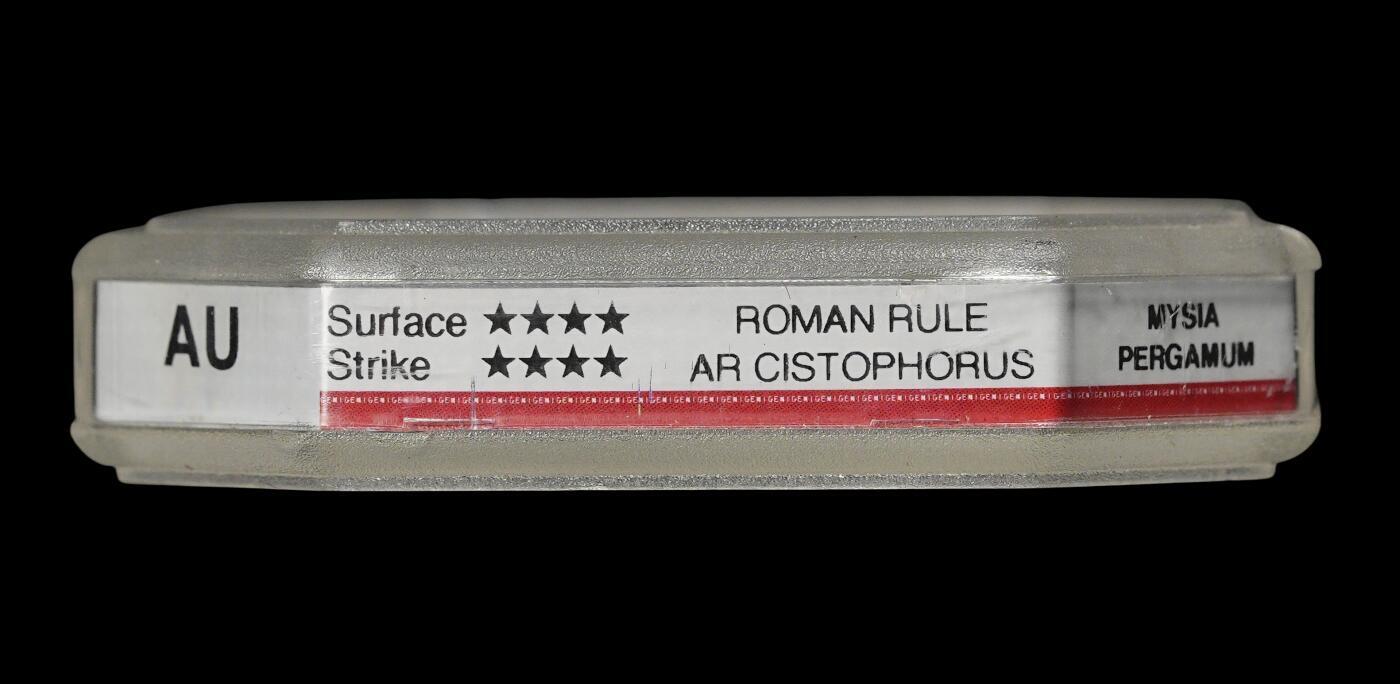 AU
Surface ★★★★
Strike ★★★★
ROMAN RULE
AR CISTOPHORUS
MYSIA
PERGAMUM